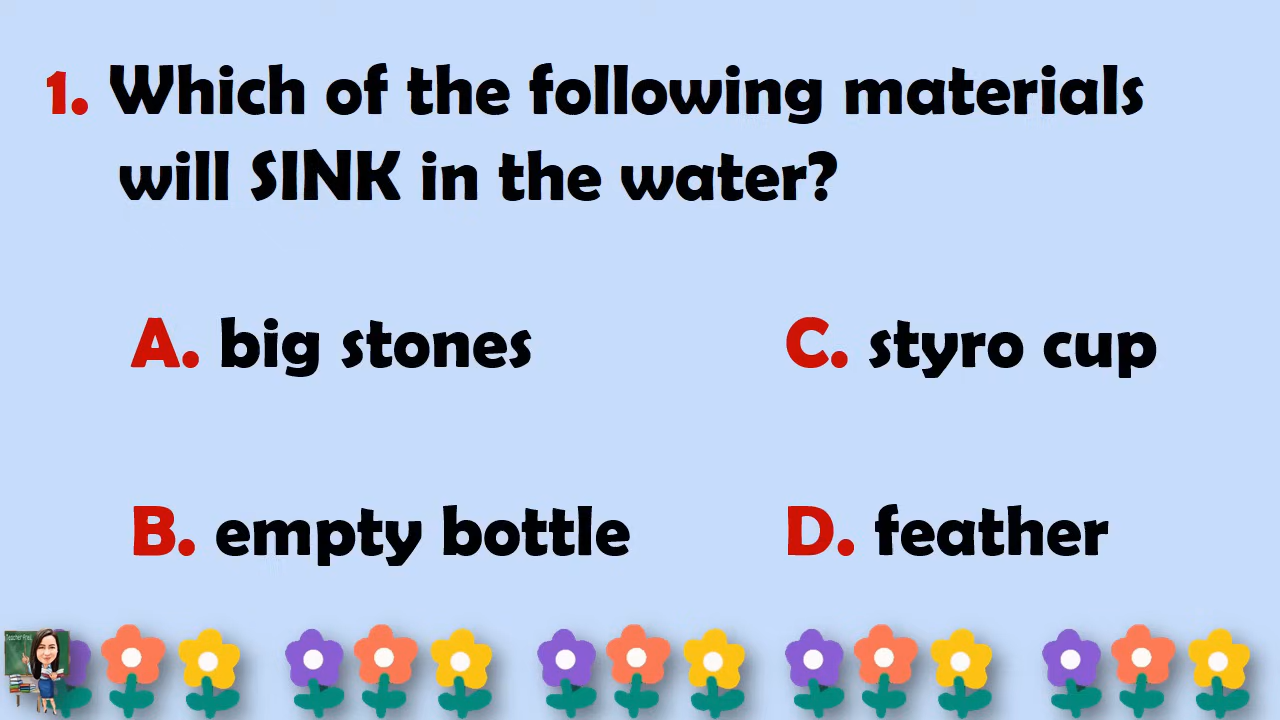 1. Which of the following materials
will SINK in the water?
A. big stones
C. styro cup
B. empty bottle
D. feather